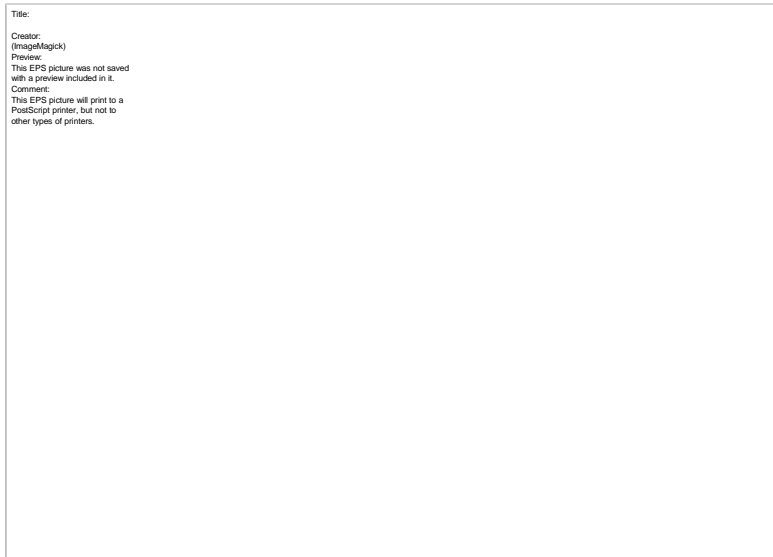 Title:
Creator:
(ImageMagick)
Preview:
This EPS picture was not saved
with a preview included in it.
Comment:
This EPS picture will print to a
PostScript printer, but not to
other types of printers.